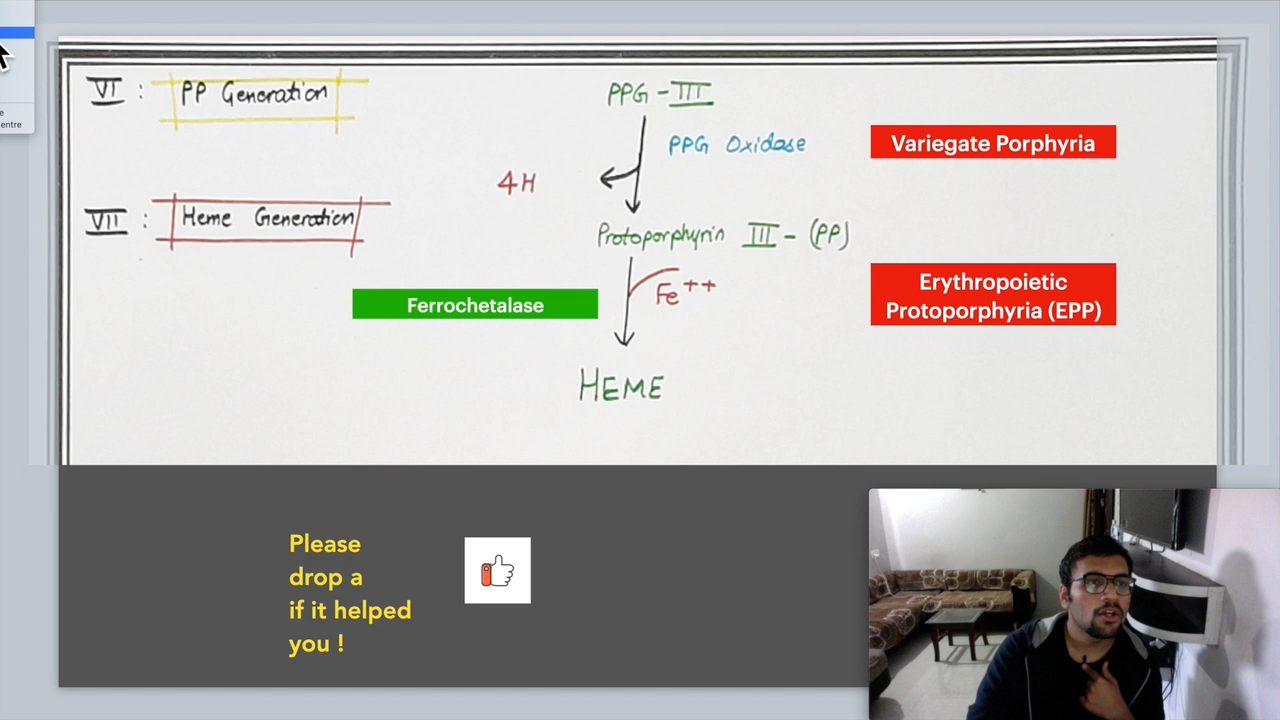 VI : PP Generation
PPG - III
PPG Oxidase
Variegate Porphyria
4H
VII : Heme Generation
Protoporphyrin III - (PP)
Fe++
Ferrochetalase
Erythropoietic
Protoporphyria (EPP)
HEME
Please
drop a
if it helped
you !
e
entre